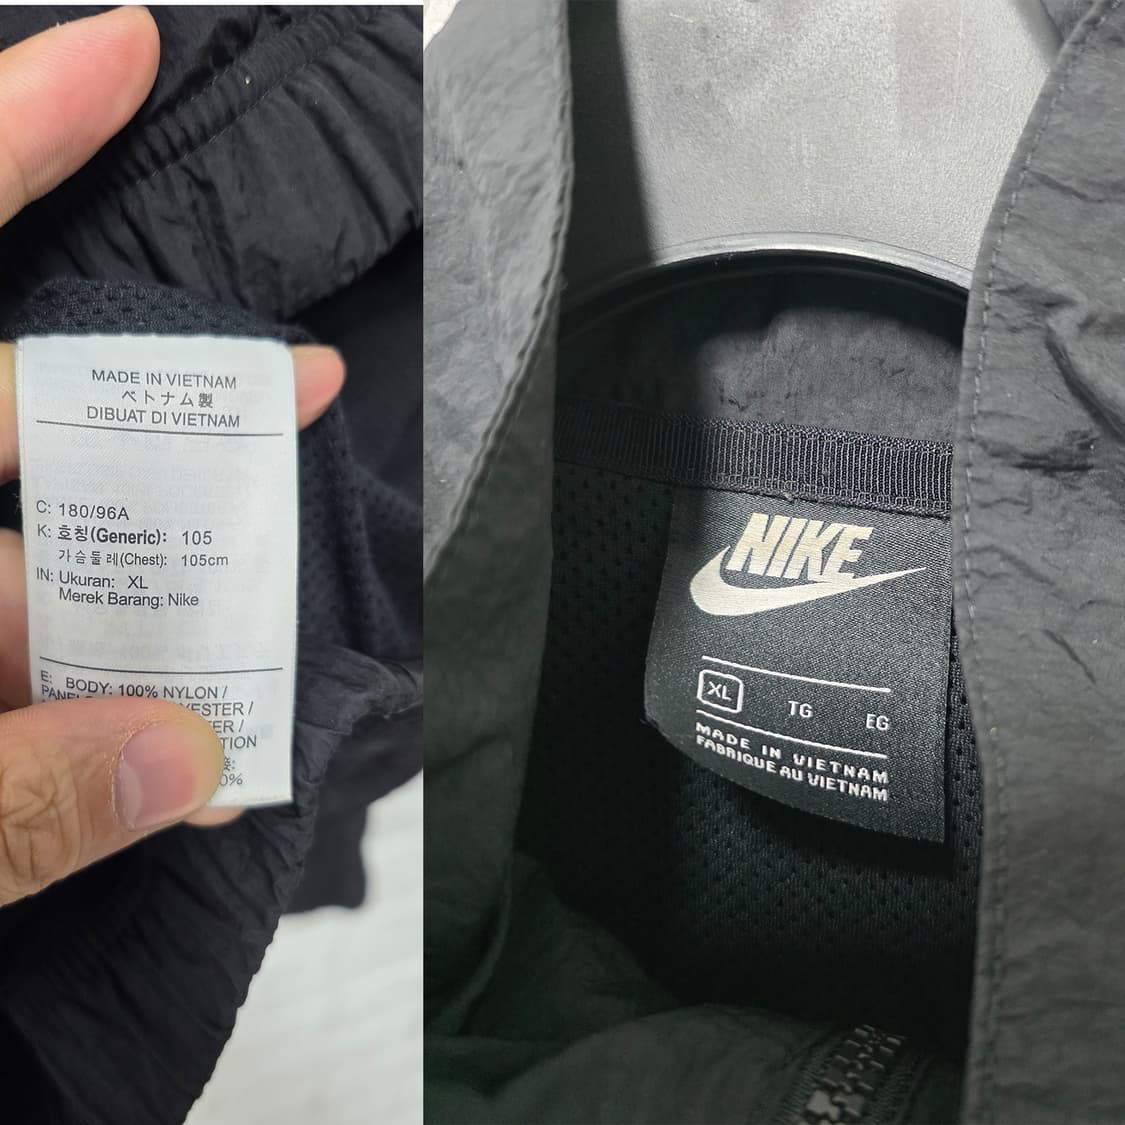 MADE IN VIETNAM
ベトナム製
DIBUAT DI VIETNAM
C: 180/96A
K: 호칭(Generic): 105
가슴둘레(Chest): 105cm
IN: Ukuran: XL
Merek Barang: Nike
E: BODY: 100% NYLON /
NIKE
XL TG EG
MADE IN VIETNAM
FABRIQUE AU VIETNAM